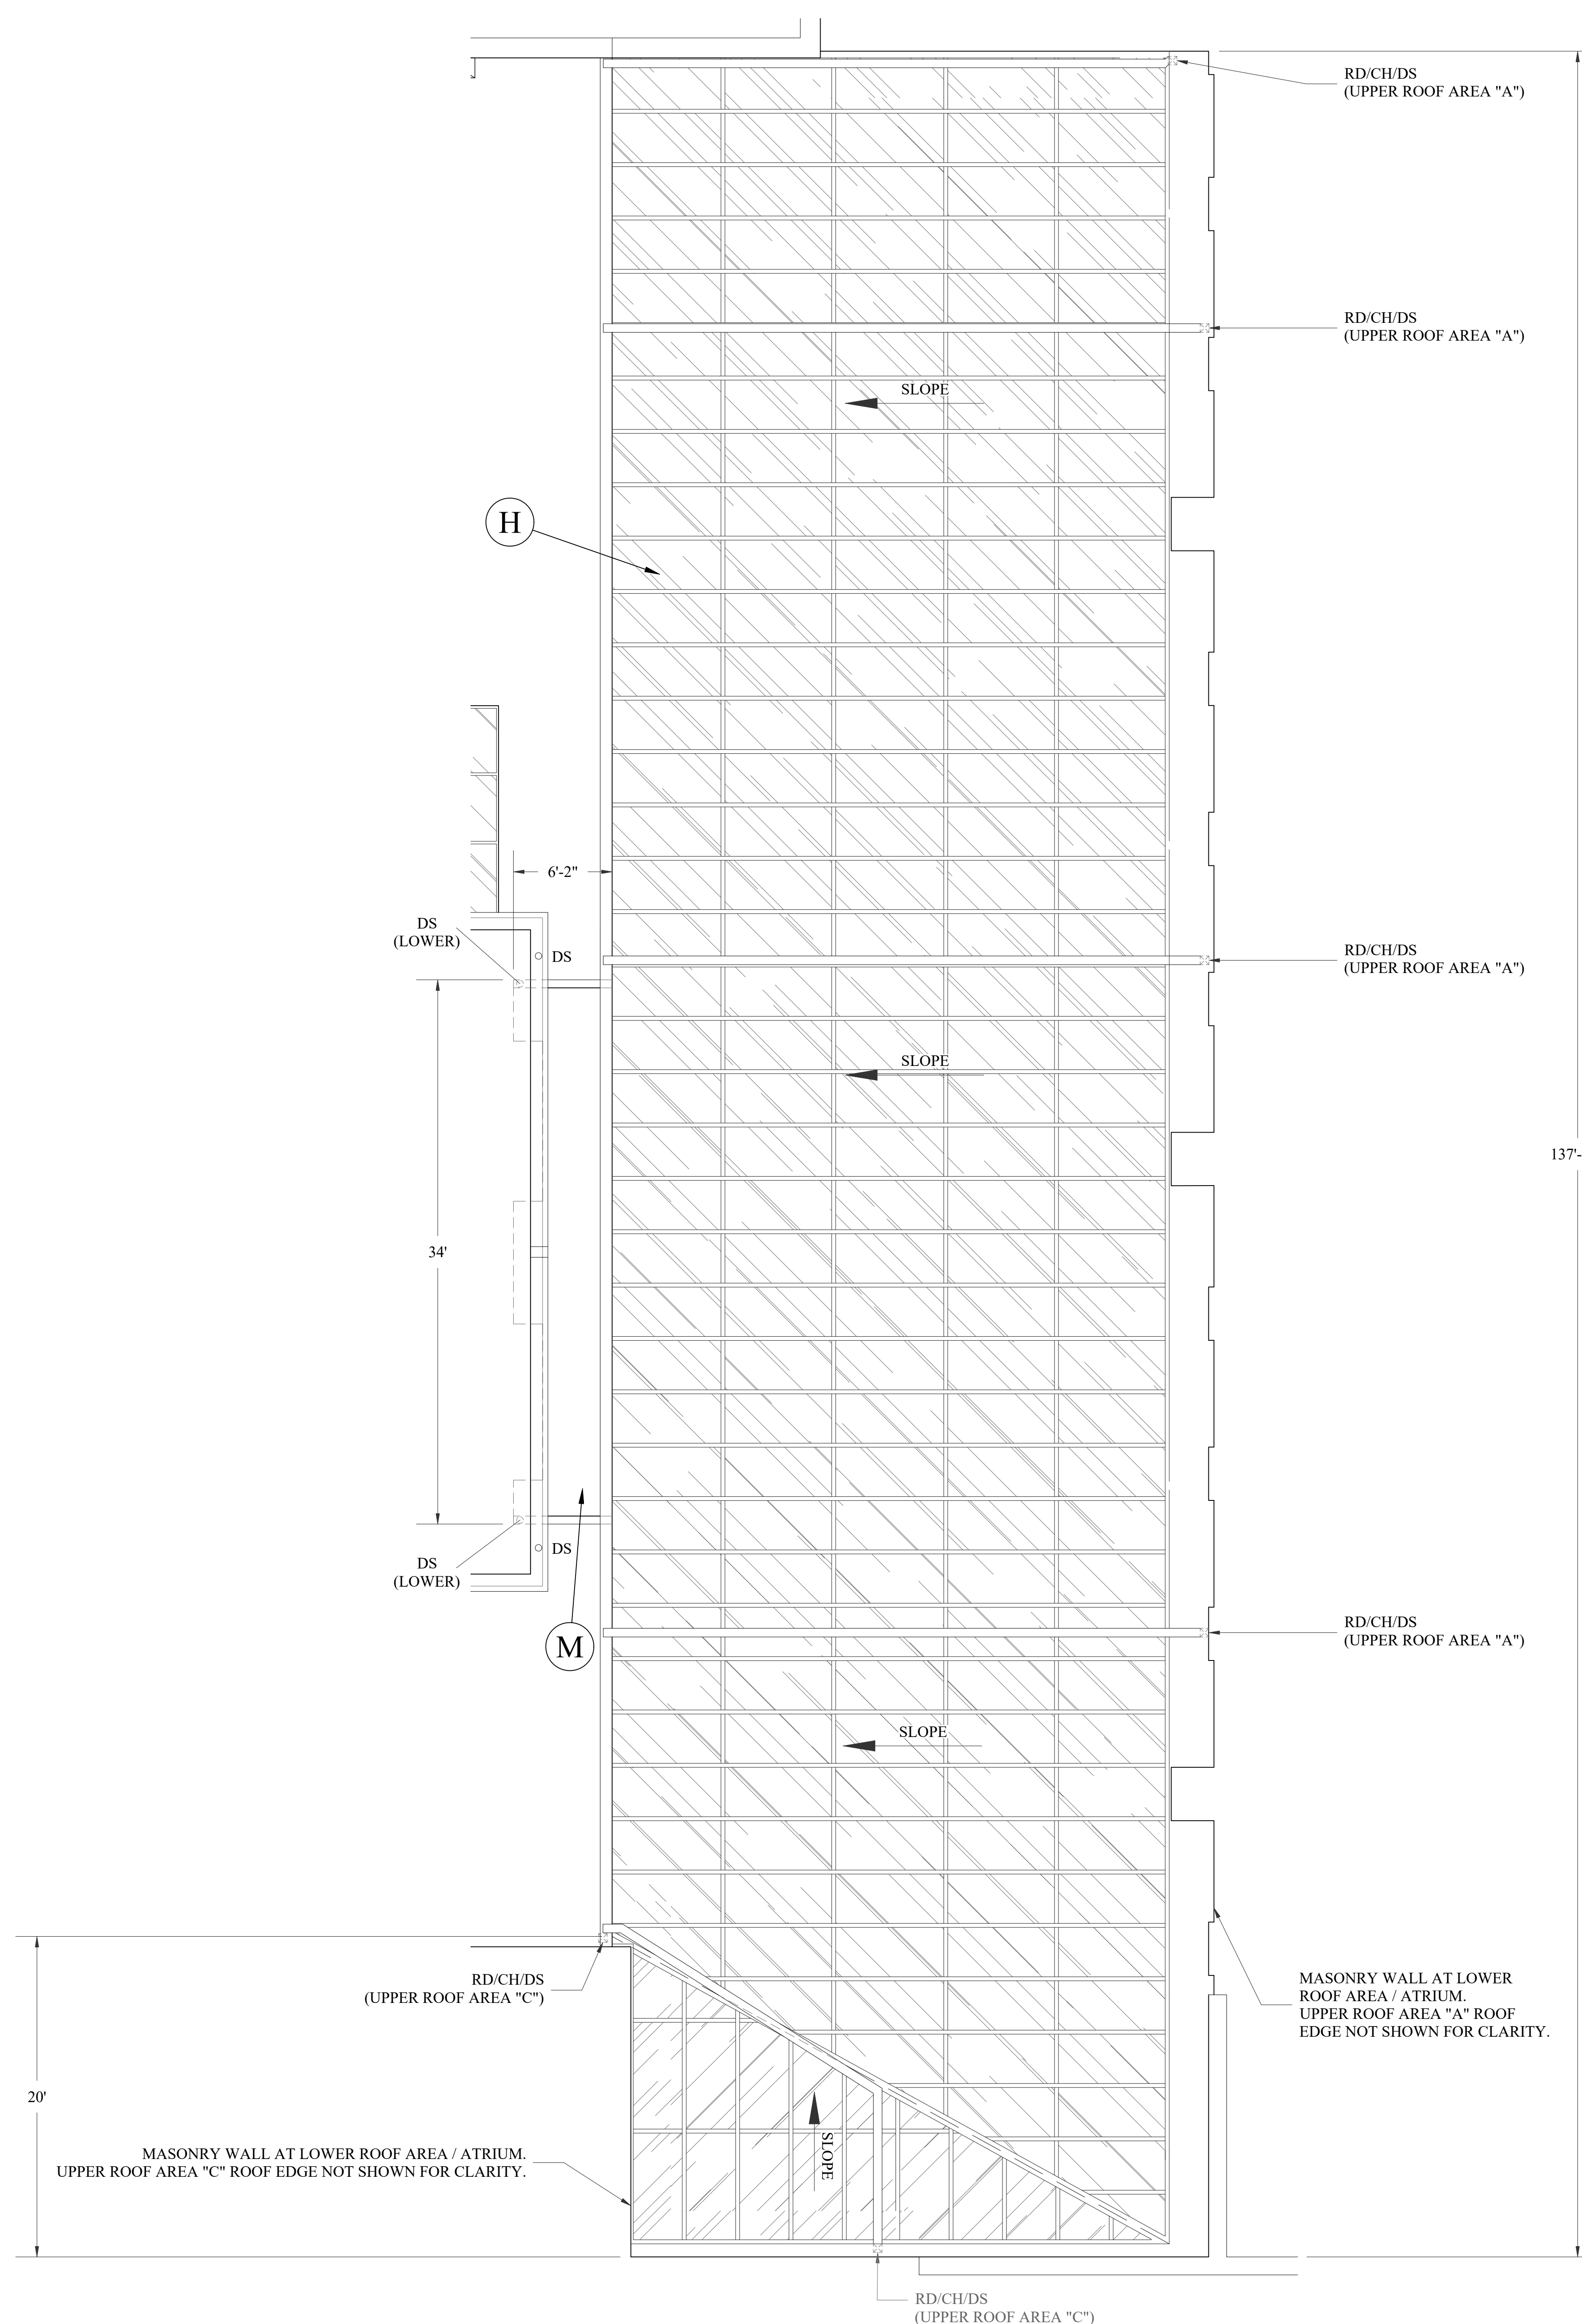 RD/CH/DS
(UPPER ROOF AREA "A")
RD/CH/DS
(UPPER ROOF AREA "A")
SLOPE
H
6'-2"
DS
(LOWER)
DS
RD/CH/DS
(UPPER ROOF AREA "A")
SLOPE
137'-
34'
DS
DS
(LOWER)
M
RD/CH/DS
(UPPER ROOF AREA "A")
SLOPE
RD/CH/DS
(UPPER ROOF AREA "C")
MASONRY WALL AT LOWER
ROOF AREA / ATRIUM.
UPPER ROOF AREA "A" ROOF
EDGE NOT SHOWN FOR CLARITY.
20'
SLOPE
MASONRY WALL AT LOWER ROOF AREA / ATRIUM.
UPPER ROOF AREA "C" ROOF EDGE NOT SHOWN FOR CLARITY.
RD/CH/DS
(UPPER ROOF AREA "C")